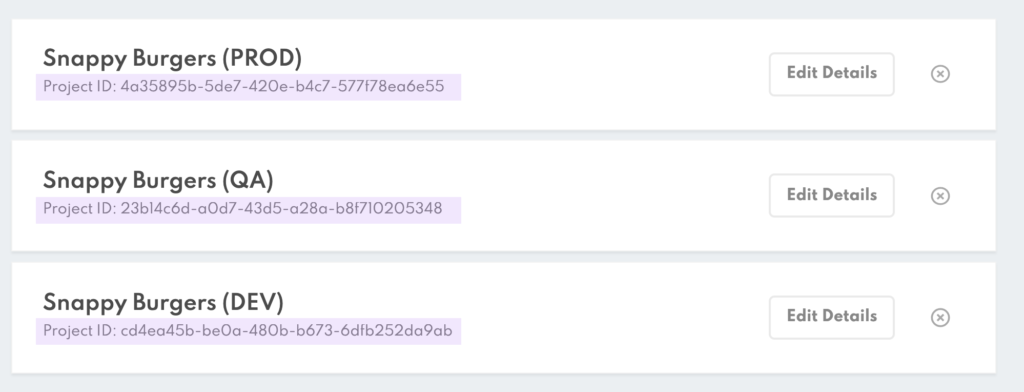 Snappy Burgers (PROD)
Project ID: 4a35895b-5de7-420e-b4c7-577f78ea6e55
Edit Details
Snappy Burgers (QA)
Project ID: 23b14c6d-a0d7-43d5-a28a-b8f710205348
Edit Details
Snappy Burgers (DEV)
Project ID: cd4ea45b-be0a-480b-b673-6dfb252da9ab
Edit Details